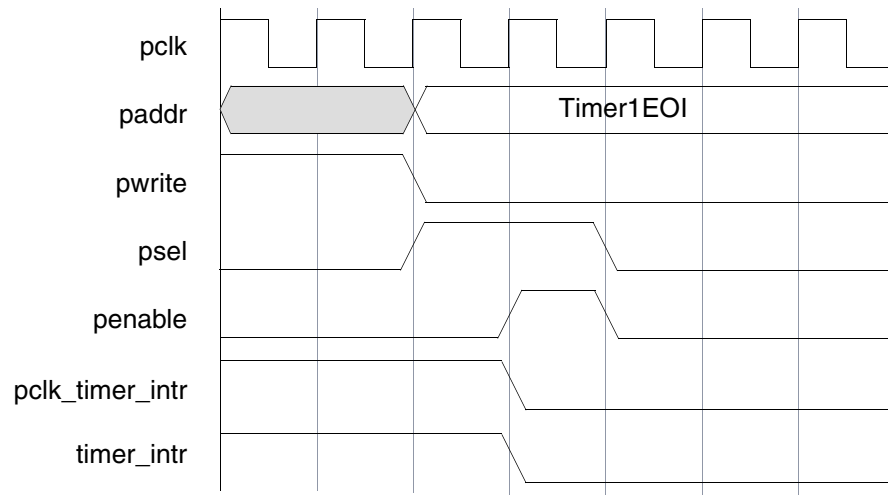 pclk
paddr
Timer1EOI
pwrite
psel
penable
pclk_timer_intr
timer_intr